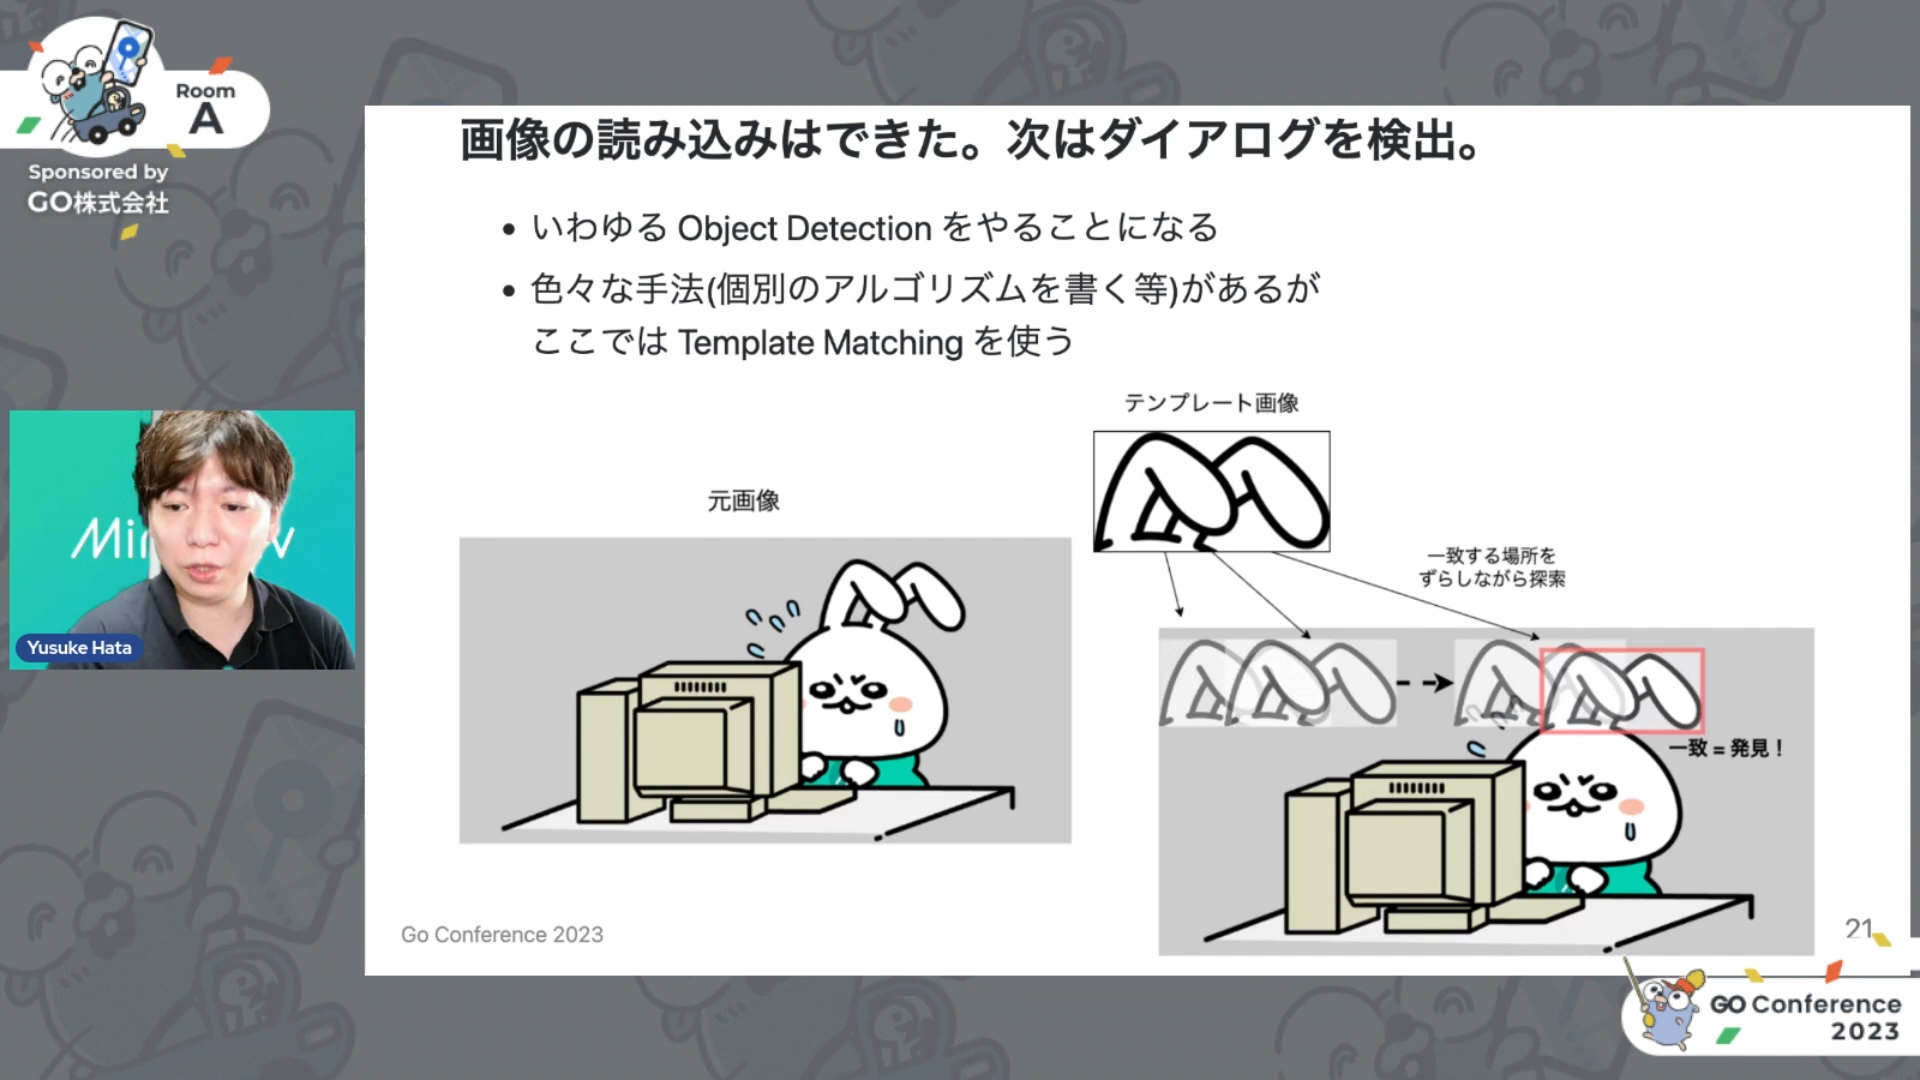 Room
A
Sponsored by
GO株式会社
画像の読み込みはできた。次はダイアログを検出。
• いわゆる Object Detection をやることになる
• 色々な手法(個別のアルゴリズムを書く等)があるが
ここでは Template Matching を使う
テンプレート画像
元画像
一致する場所を
ずらしながら探索
一致 = 発見！
Yusuke Hata
Go Conference 2023
21
GO Conference
2023